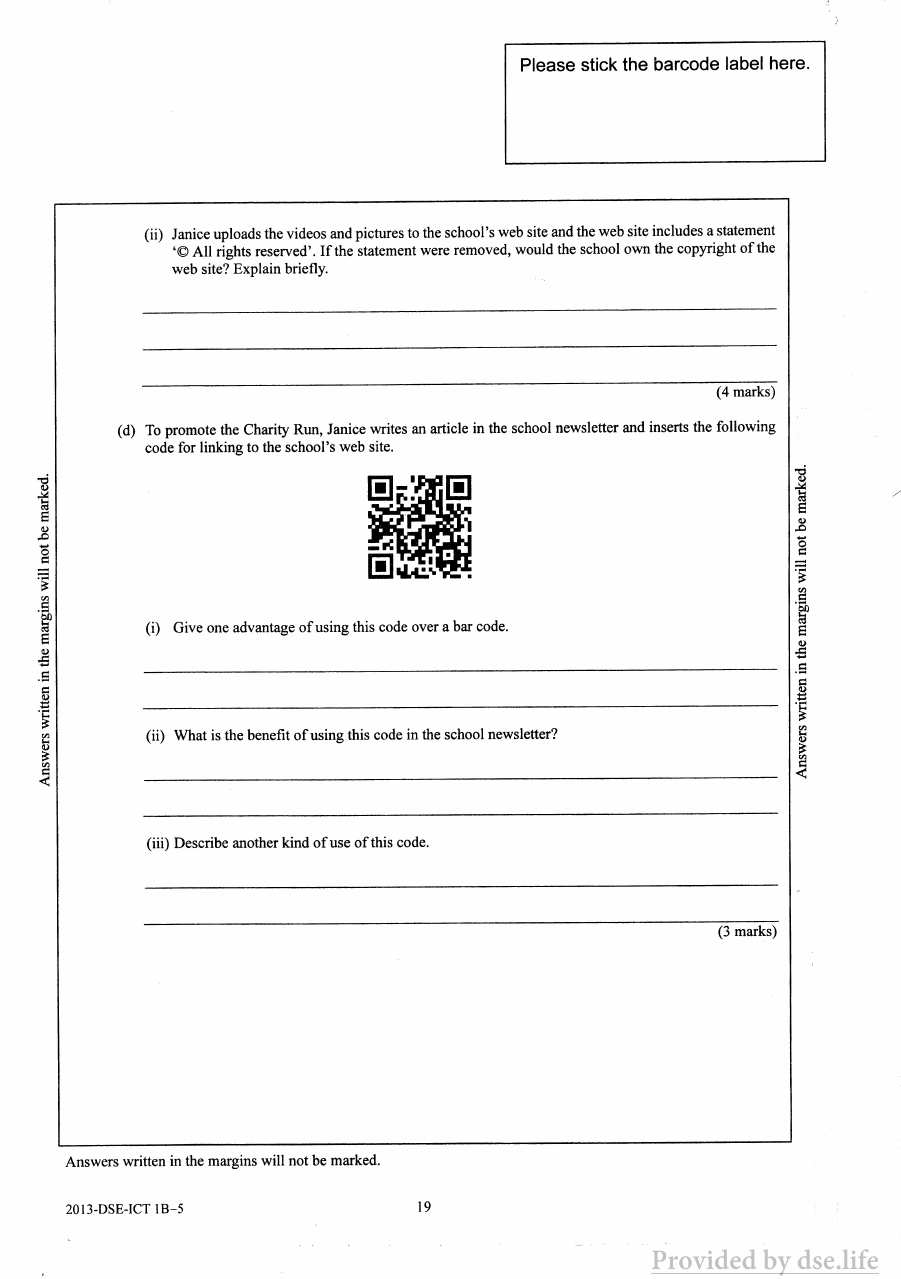 Please stick the barcode label here.
(ii) Janice uploads the videos and pictures to the school's web site and the web site includes a statement
'© All rights reserved'. If the statement were removed, would the school own the copyright of the
web site? Explain briefly.
(4 marks)
(d) To promote the Charity Run, Janice writes an article in the school newsletter and inserts the following
code for linking to the school's web site.
(i) Give one advantage of using this code over a bar code.
(ii) What is the benefit of using this code in the school newsletter?
(iii) Describe another kind of use of this code.
(3 marks)
Answers written in the margins will not be marked.
Answers written in the margins will not be marked.
Answers written in the margins will not be marked.
2013-DSE-ICT 1B–5
19
Provided by dse.life